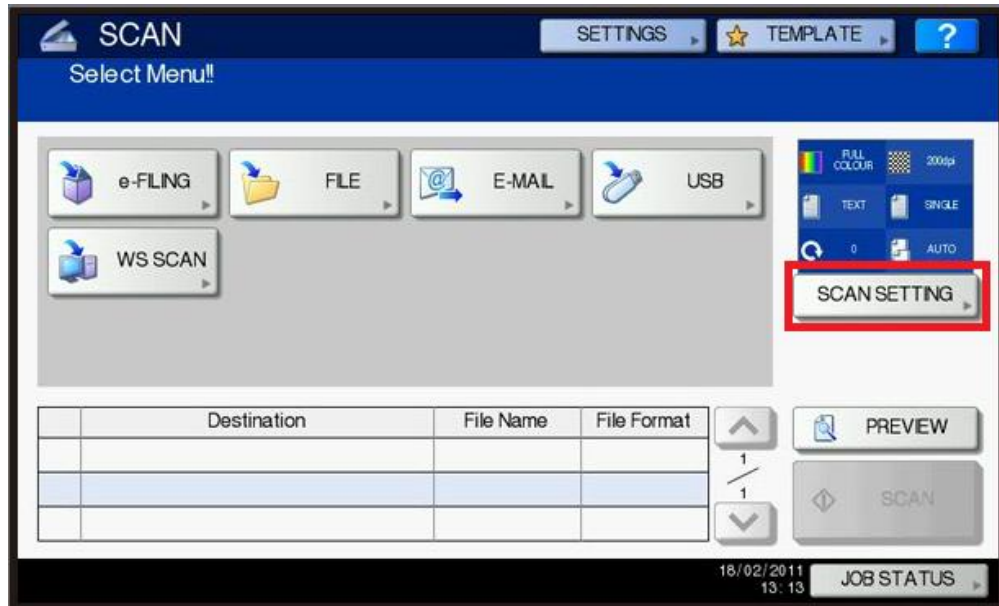 SCAN
SETTINGS
TEMPLATE
?
Select Menu!!
e-FILING
FILE
E-MAIL
USB
WS SCAN
FULL COLOUR
200dpi
TEXT
SINGLE
0
AUTO
SCAN SETTING
Destination
File Name
File Format
1
1
PREVIEW
SCAN
18/02/2011
13:13
JOB STATUS